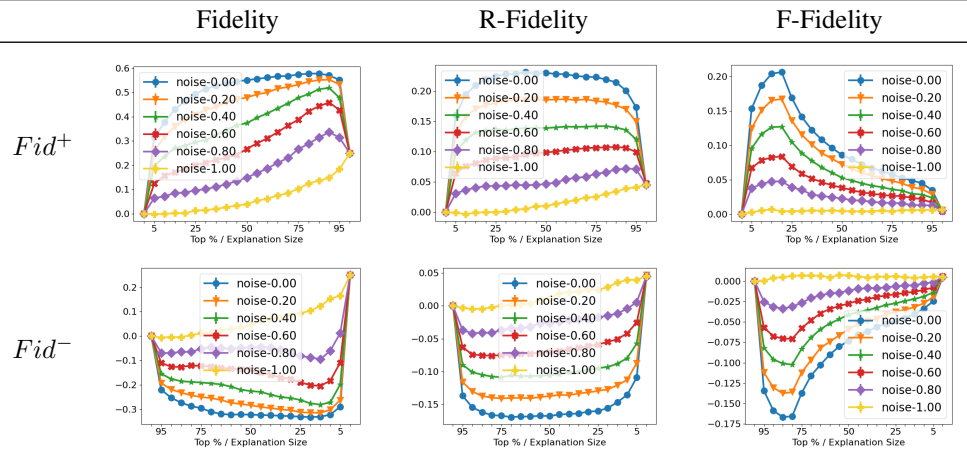 Fidelity R-Fidelity F-Fidelity
Fid+
0.6
0.5
0.4
0.3
0.2
0.1
0.0
noise-0.00
noise-0.20
noise-0.40
noise-0.60
noise-0.80
noise-1.00
5 25 50 75 95
Top % / Explanation Size
0.20
0.15
0.10
0.05
0.00
noise-0.00
noise-0.20
noise-0.40
noise-0.60
noise-0.80
noise-1.00
5 25 50 75 95
Top % / Explanation Size
0.20
0.15
0.10
0.05
0.00
noise-0.00
noise-0.20
noise-0.40
noise-0.60
noise-0.80
noise-1.00
5 25 50 75 95
Top % / Explanation Size
Fid−
0.2
0.1
0.0
−0.1
−0.2
−0.3
noise-0.00
noise-0.20
noise-0.40
noise-0.60
noise-0.80
noise-1.00
95 75 50 25 5
Top % / Explanation Size
0.05
0.00
−0.05
−0.10
−0.15
noise-0.00
noise-0.20
noise-0.40
noise-0.60
noise-0.80
noise-1.00
95 75 50 25 5
Top % / Explanation Size
0.000
−0.025
−0.050
−0.075
−0.100
−0.125
−0.150
−0.175
noise-0.00
noise-0.20
noise-0.40
noise-0.60
noise-0.80
noise-1.00
95 75 50 25 5
Top % / Explanation Size